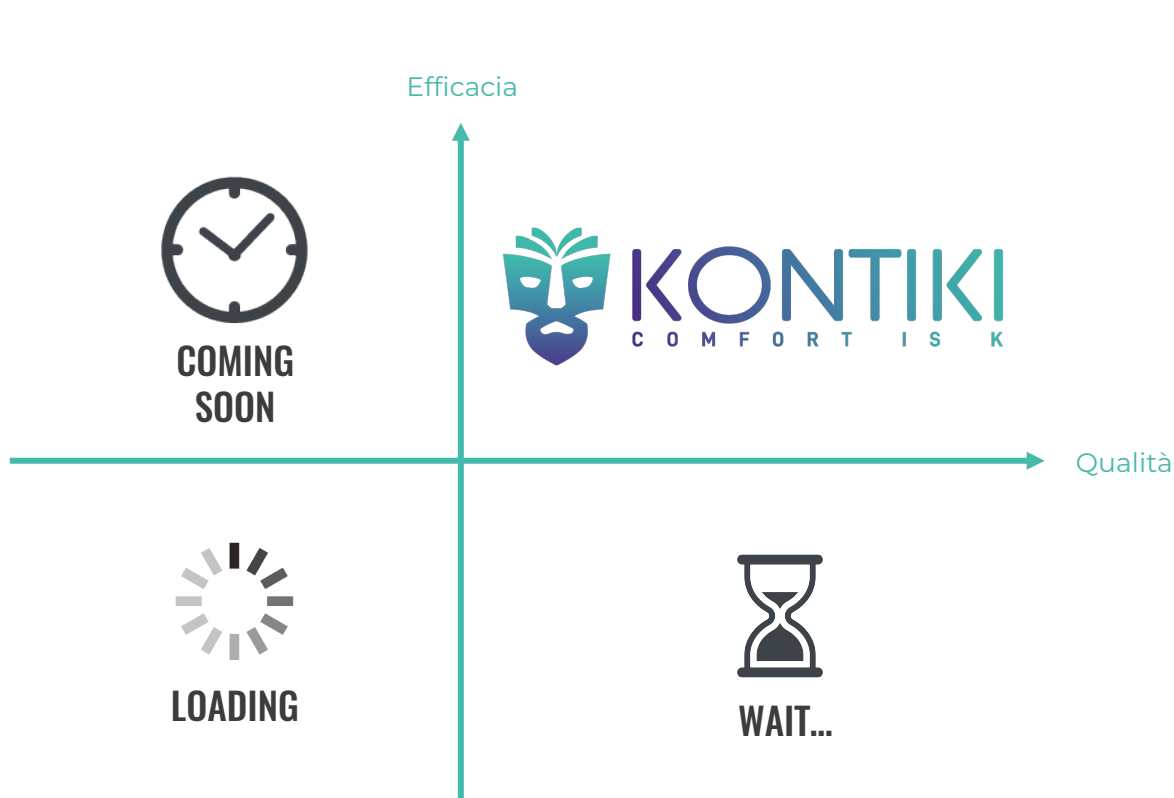 Efficacia
KONTIKI
COMFORT IS K
COMING
SOON
Qualità
LOADING
WAIT...